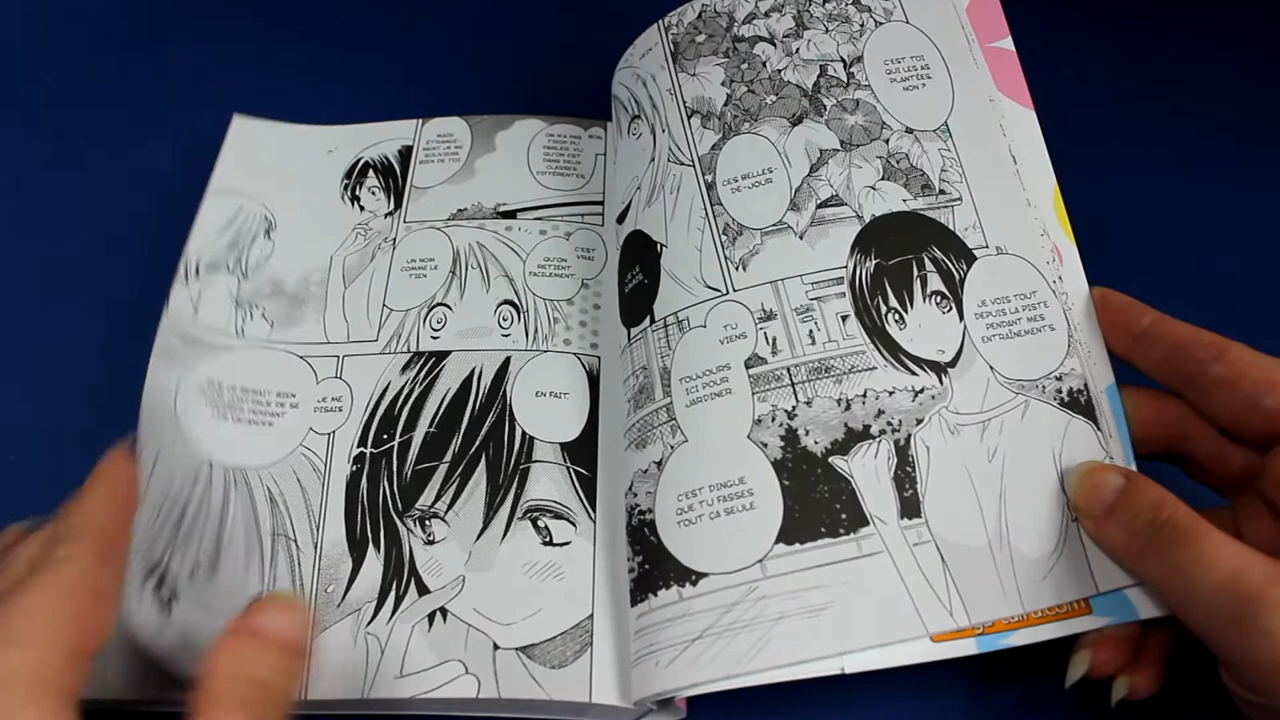 C'EST TOI
QUI LES AS
PLANTÉES,
NON ?
CES BELLES-
DE-JOUR.
JE VOIS TOUT
DEPUIS LA PISTE
PENDANT MES
ENTRAÎNEMENTS.
TU
VIENS
TOUJOURS
ICI POUR
JARDINER.
C'EST DINGUE
QUE TU FASSES
TOUT ÇA SEULE.
BON
ON N'A PAS
TROP PU
PARLER, VU
QU'ON EST
DANS DEUX
CLASSES
DIFFÉRENTES.
MAIS
ÉTRANGE-
MENT, JE ME
SOUVIENS
BIEN DE TOI.
C'EST
VRAI
QU'ON
RETIENT
FACILEMENT.
UN NOM
COMME LE
TIEN
EN FAIT,
JE ME
DISAIS